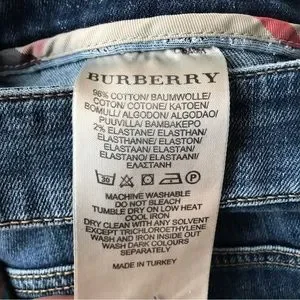 BURBERRY
98% COTTON/ BAUMWOLLE/
COTON/ COTONE/ KATOEN/
BOMULL/ ALGODON/ ALGODAO/
PUUVILLA/ BAMBAKEPO
2% ELASTANE/ ELASTHAN/
ELASTHANNE/ ELASTAN/
ELASTAAN/ ELASTANO/
ELASTAN/ ELASTAANI/
ΕΛΑΣΤΑΝΗ
30 P
MACHINE WASHABLE
DO NOT BLEACH
TUMBLE DRY ON LOW HEAT
COOL IRON
DRY CLEAN WITH ANY SOLVENT
EXCEPT TRICHLOROETHYLENE
WASH AND IRON INSIDE OUT
WASH DARK COLOURS
SEPARATELY
MADE IN TURKEY